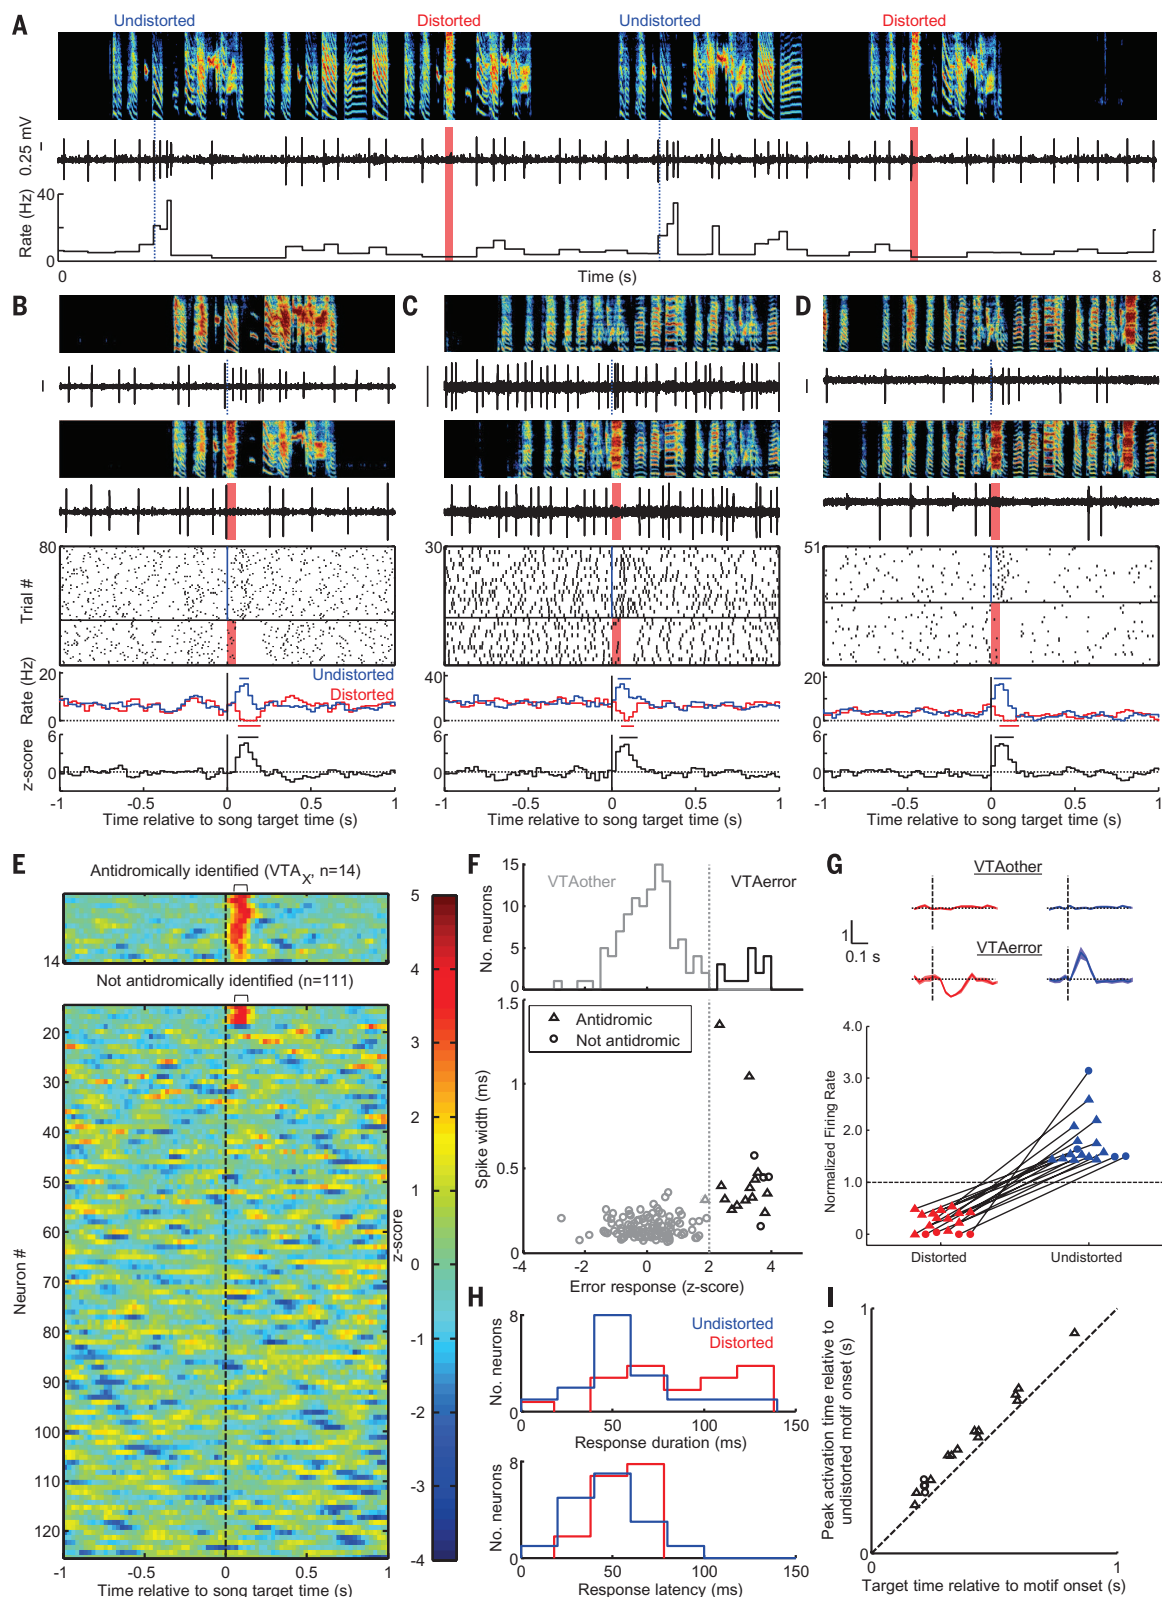 A
Undistorted Distorted Undistorted Distorted
0.25 mV
Rate (Hz)
40
0
0 Time (s) 8
B
C
D
Trial #
80
30
51
Rate (Hz)
20
0
Undistorted
Distorted
40
0
20
0
z-score
6
0
6
0
6
0
-1 -0.5 0 0.5 1
Time relative to song target time (s)
-1 -0.5 0 0.5 1
Time relative to song target time (s)
-1 -0.5 0 0.5 1
Time relative to song target time (s)
E
Antidromically identified (VTAX, n=14)
14
Not antidromically identified (n=111)
20
30
40
50
60
70
80
90
100
110
120
Neuron #
-1 -0.5 0 0.5 1
Time relative to song target time (s)
5
4
3
2
1
0
-1
-2
-3
-4
z-score
F
15
10
5
0
No. neurons
VTAother
VTAerror
1.5
1
0.5
0
Spike width (ms)
Antidromic
Not antidromic
-4 -2 0 2 4
Error response (z-score)
G
VTAother
1
0.1 s
VTAerror
4.0
3.0
2.0
1.0
0
Normalized Firing Rate
Distorted Undistorted
H
8
0
No. neurons
Undistorted
Distorted
0 50 100 150
Response duration (ms)
8
0
No. neurons
0 50 100 150
Response latency (ms)
I
1
0
Peak activation time relative to
undistorted motif onset (s)
0 1
Target time relative to motif onset (s)